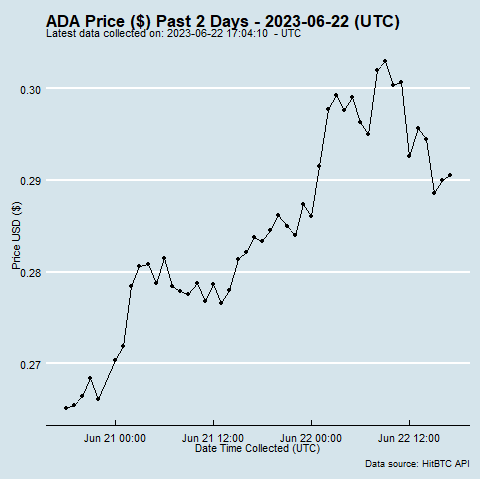 ADA Price ($) Past 2 Days - 2023-06-22 (UTC)
Latest data collected on: 2023-06-22 17:04:10  - UTC
0.30
0.29
0.28
0.27
Price USD ($)
Jun 21 00:00
Jun 21 12:00
Jun 22 00:00
Jun 22 12:00
Date Time Collected (UTC)
Data source: HitBTC API